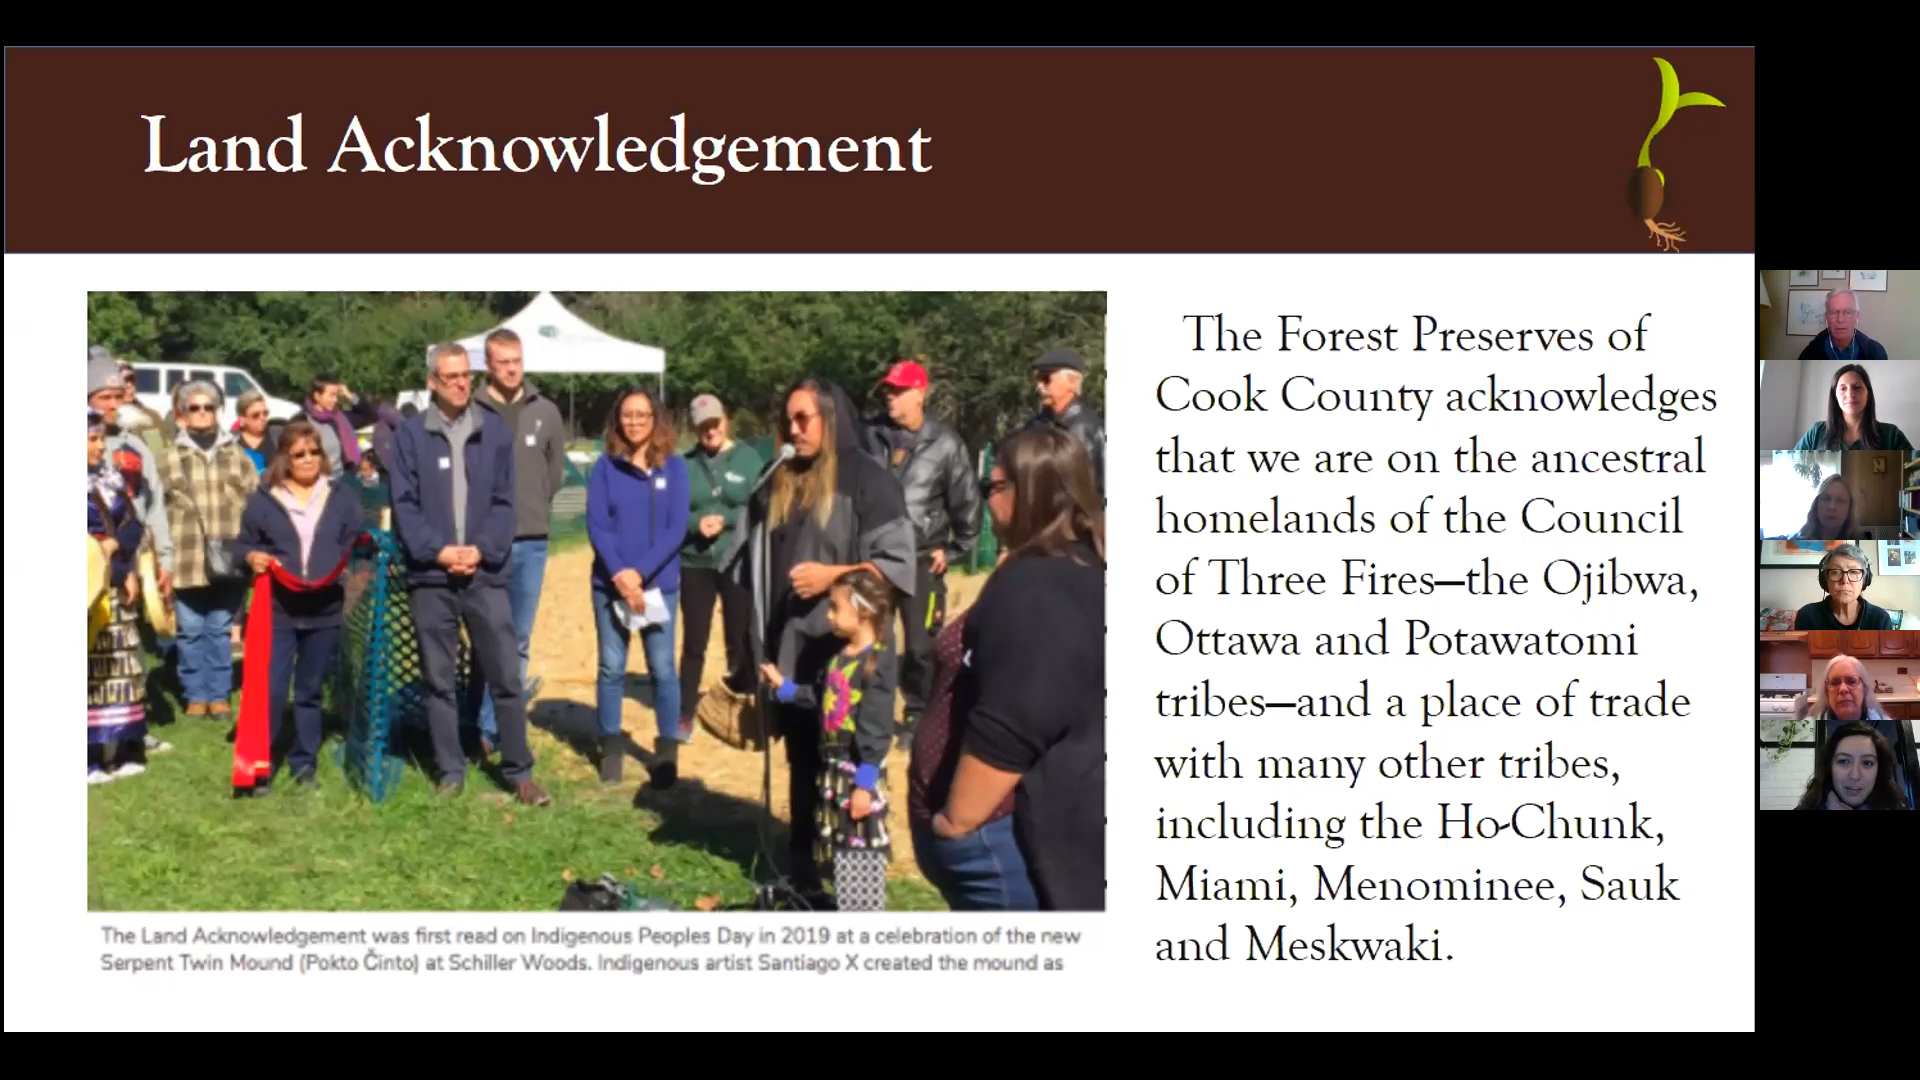 Land Acknowledgement
The Forest Preserves of
Cook County acknowledges
that we are on the ancestral
homelands of the Council
of Three Fires—the Ojibwa,
Ottawa and Potawatomi
tribes—and a place of trade
with many other tribes,
including the Ho-Chunk,
Miami, Menominee, Sauk
and Meskwaki.
The Land Acknowledgement was first read on Indigenous Peoples Day in 2019 at a celebration of the new
Serpent Twin Mound (Pokto Činto) at Schiller Woods. Indigenous artist Santiago X created the mound as